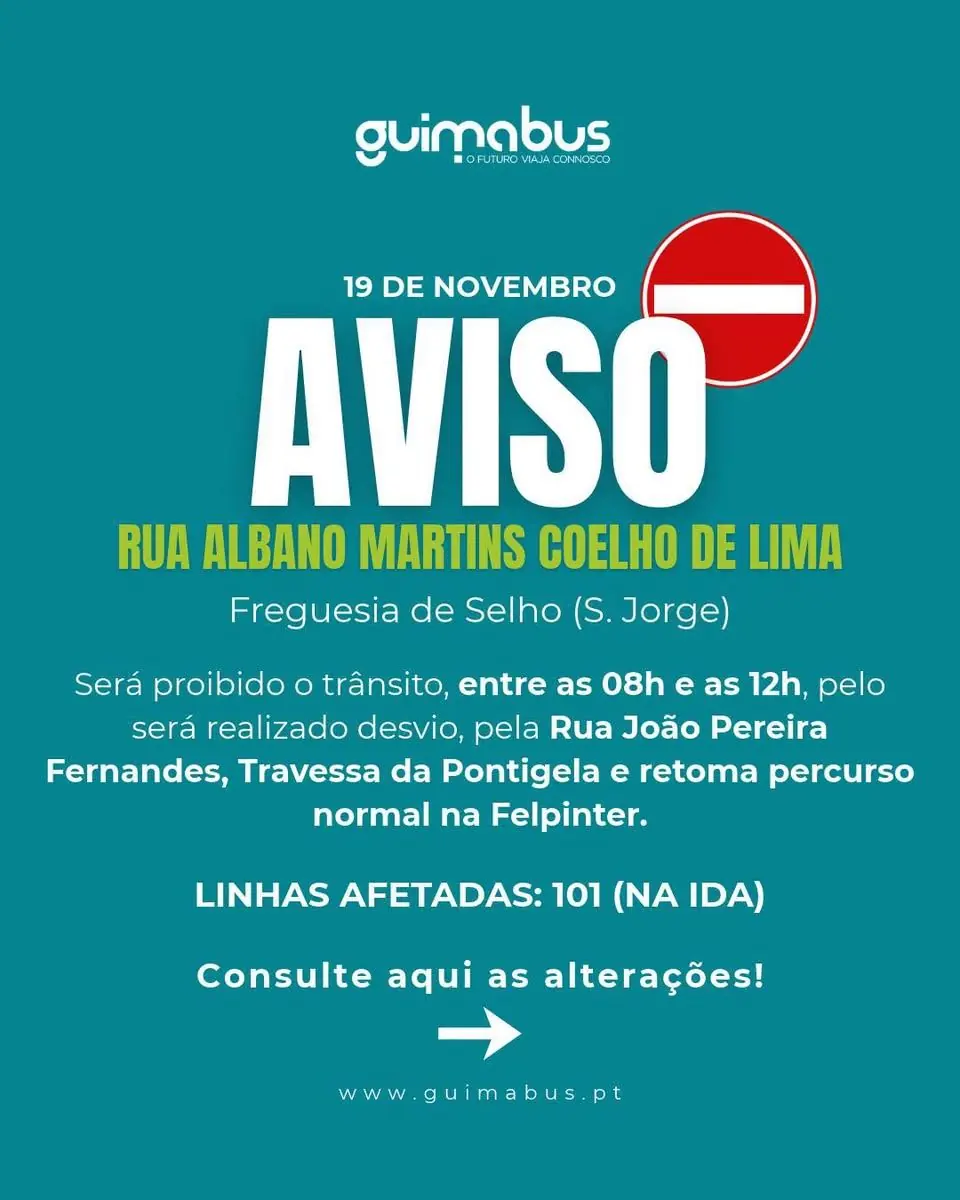 guimabus
O FUTURO VIAJA CONNOSCO
19 DE NOVEMBRO
AVISO
RUA ALBANO MARTINS COELHO DE LIMA
Freguesia de Selho (S. Jorge)
Será proibido o trânsito, entre as 08h e as 12h, pelo
será realizado desvio, pela Rua João Pereira
Fernandes, Travessa da Pontigela e retoma percurso
normal na Felpinter.
LINHAS AFETADAS: 101 (NA IDA)
Consulte aqui as alterações!
www.guimabus.pt